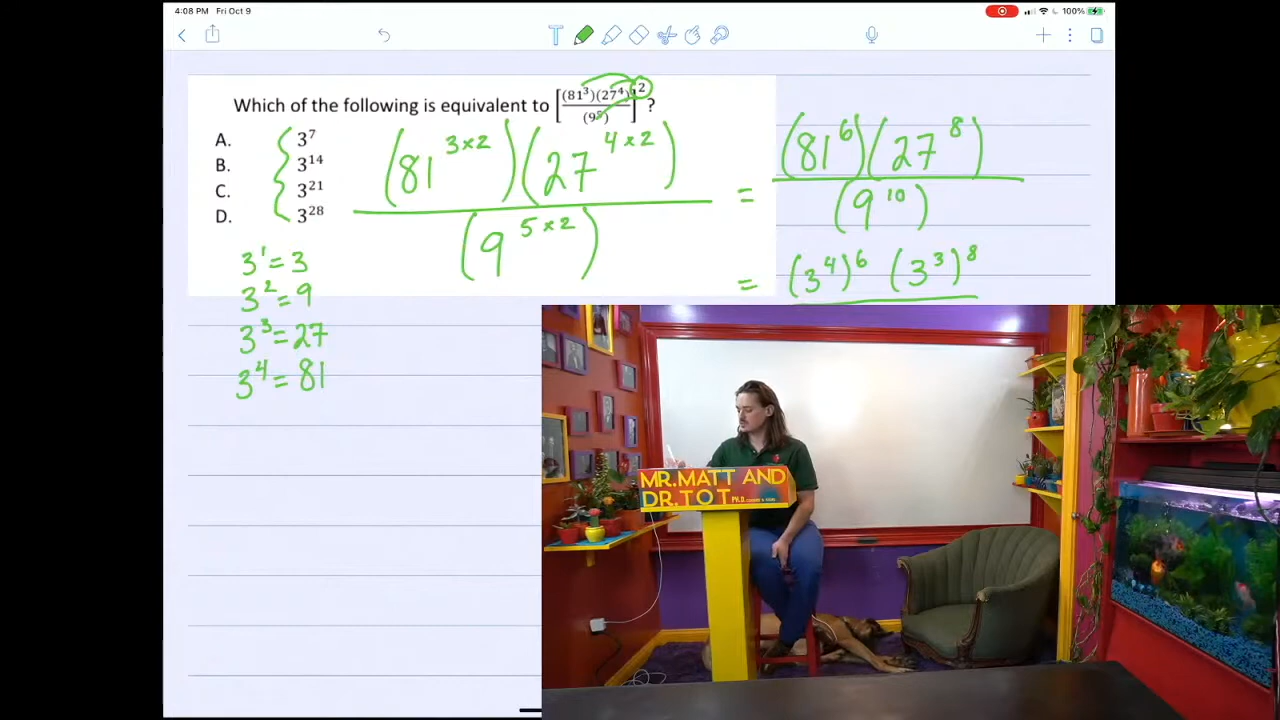 4:08 PM Fri Oct 9
100%
T
Which of the following is equivalent to [(81³)(27⁴)/(9⁵)]² ?
A. 3⁷
B. 3¹⁴
C. 3²¹
D. 3²⁸
(81^(3×2))(27^(4×2)) / (9^(5×2))
= (81⁶)(27⁸) / (9¹⁰)
= (3⁴)⁶ (3³)⁸
3¹=3
3²=9
3³=27
3⁴=81
MR.MATT AND
DR.TOT PH.D.